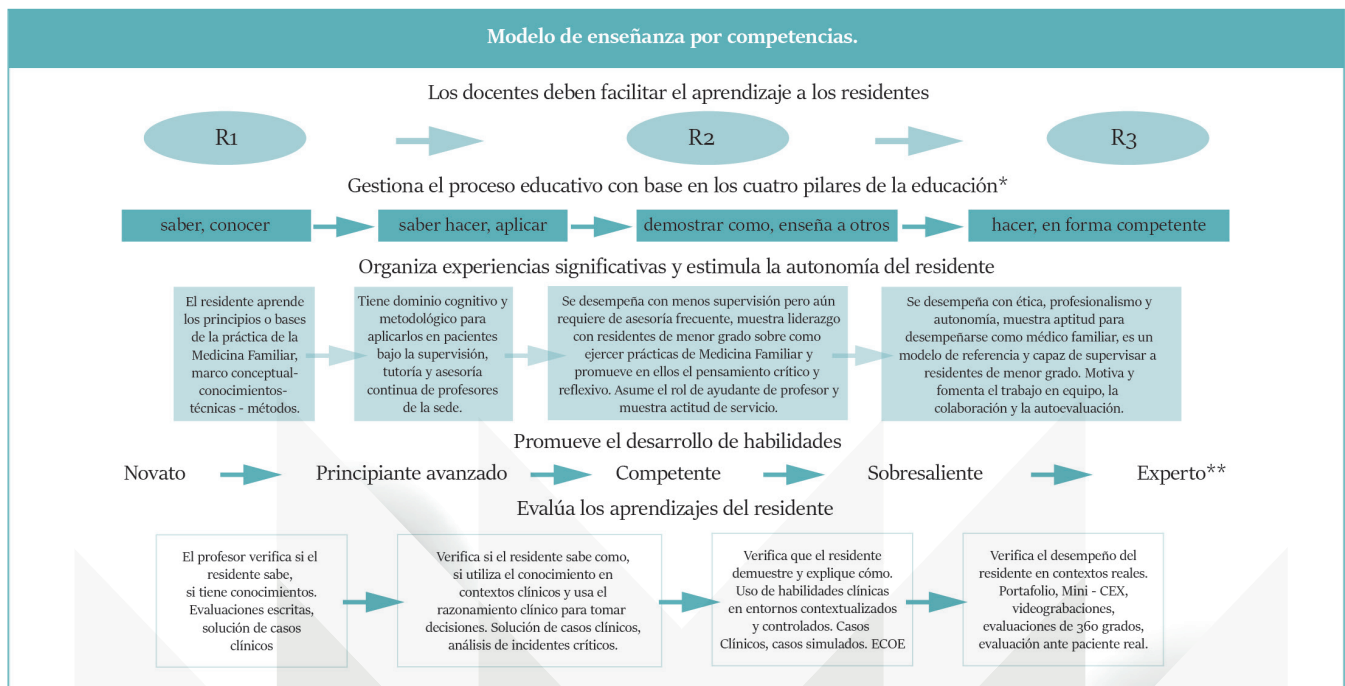 Modelo de enseñanza por competencias.
Los docentes deben facilitar el aprendizaje a los residentes
R1
R2
R3
Gestiona el proceso educativo con base en los cuatro pilares de la educación*
saber, conocer
saber hacer, aplicar
demostrar como, enseña a otros
hacer, en forma competente
Organiza experiencias significativas y estimula la autonomía del residente
El residente aprende
los principios o bases
de la práctica de la
Medicina Familiar,
marco conceptual-
conocimientos-
técnicas - métodos.
Tiene dominio cognitivo y
metodológico para
aplicarlos en pacientes
bajo la supervisión,
tutoría y asesoría
continua de profesores
de la sede.
Se desempeña con menos supervisión pero aún
requiere de asesoría frecuente, muestra liderazgo
con residentes de menor grado sobre como
ejercer prácticas de Medicina Familiar y
promueve en ellos el pensamiento crítico y
reflexivo. Asume el rol de ayudante de profesor y
muestra actitud de servicio.
Se desempeña con ética, profesionalismo y
autonomía, muestra aptitud para
desempeñarse como médico familiar, es un
modelo de referencia y capaz de supervisar a
residentes de menor grado. Motiva y
fomenta el trabajo en equipo, la
colaboración y la autoevaluación.
Promueve el desarrollo de habilidades
Novato
Principiante avanzado
Competente
Sobresaliente
Experto**
Evalúa los aprendizajes del residente
El profesor verifica si el
residente sabe,
si tiene conocimientos.
Evaluaciones escritas,
solución de casos
clínicos
Verifica si el residente sabe como,
si utiliza el conocimiento en
contextos clínicos y usa el
razonamiento clínico para tomar
decisiones. Solución de casos clínicos,
análisis de incidentes críticos.
Verifica que el residente
demuestre y explique cómo.
Uso de habilidades clínicas
en entornos contextualizados
y controlados. Casos
Clínicos, casos simulados. ECOE
Verifica el desempeño del
residente en contextos reales.
Portafolio, Mini - CEX,
videograbaciones,
evaluaciones de 360 grados,
evaluación ante paciente real.